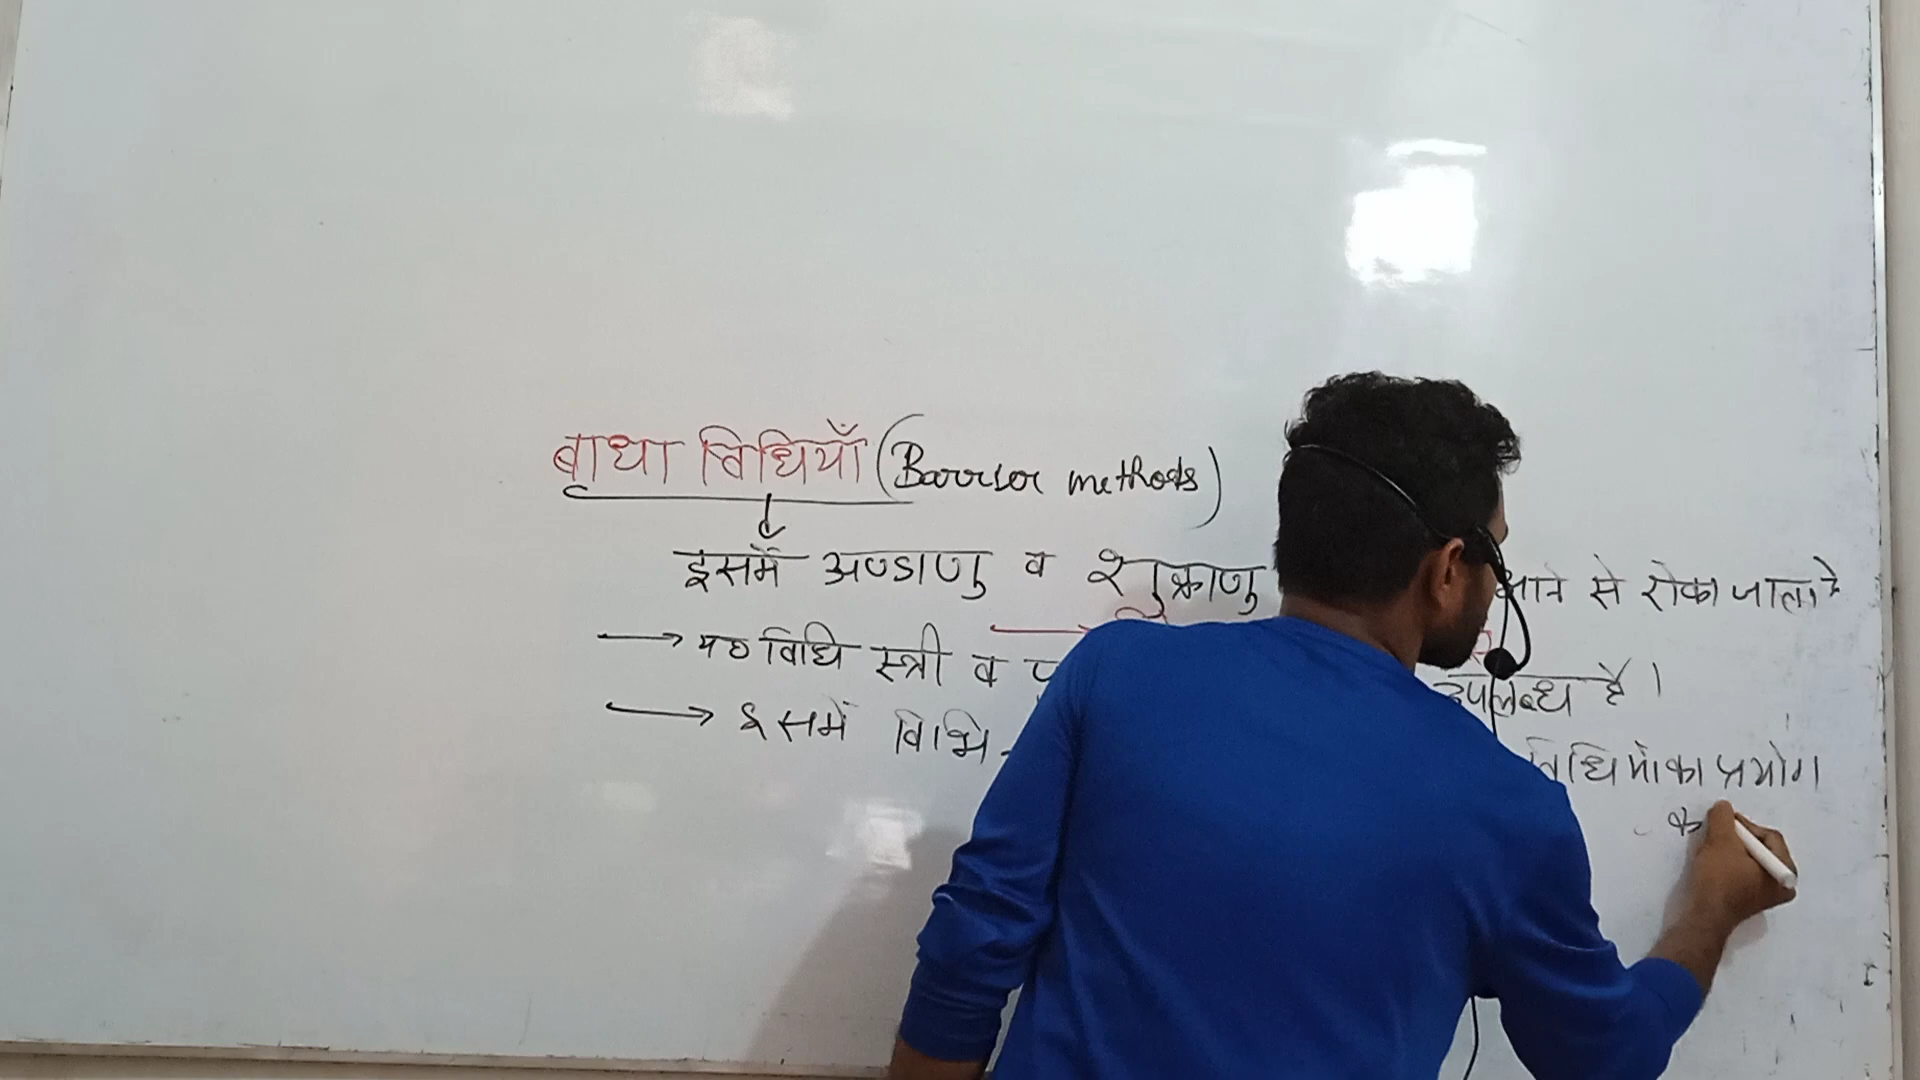 बाधा विधियाँ (Barrier methods)
इसमें अण्डाणु व शुक्राणु आने से रोका जाता है
→ यह विधि स्त्री व उपलब्ध है।
→ इसमें विधियों का प्रयोग